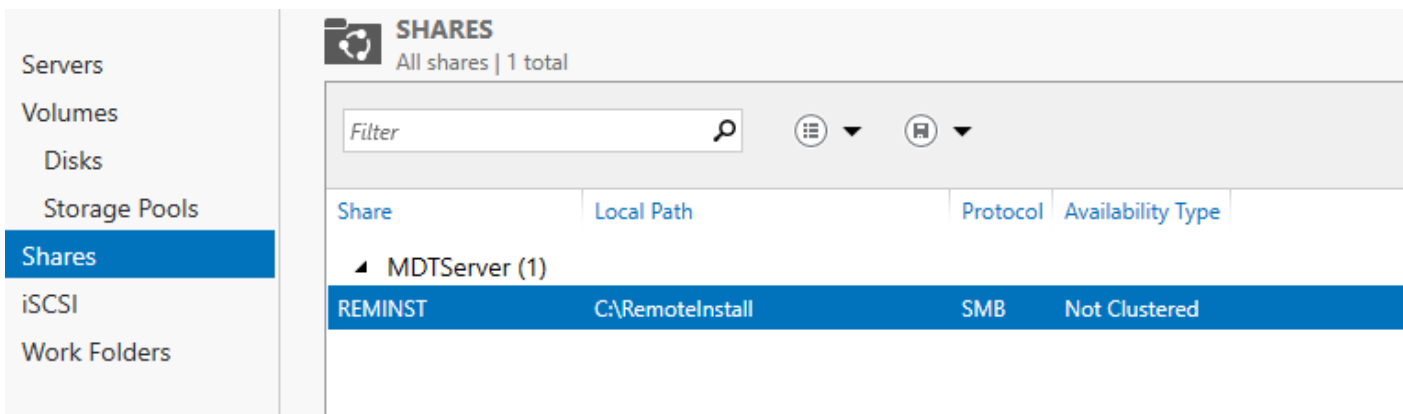 Servers
Volumes
Disks
Storage Pools
Shares
iSCSI
Work Folders
SHARES
All shares | 1 total
Filter
Share Local Path Protocol Availability Type
MDTServer (1)
REMINST C:\RemoteInstall SMB Not Clustered